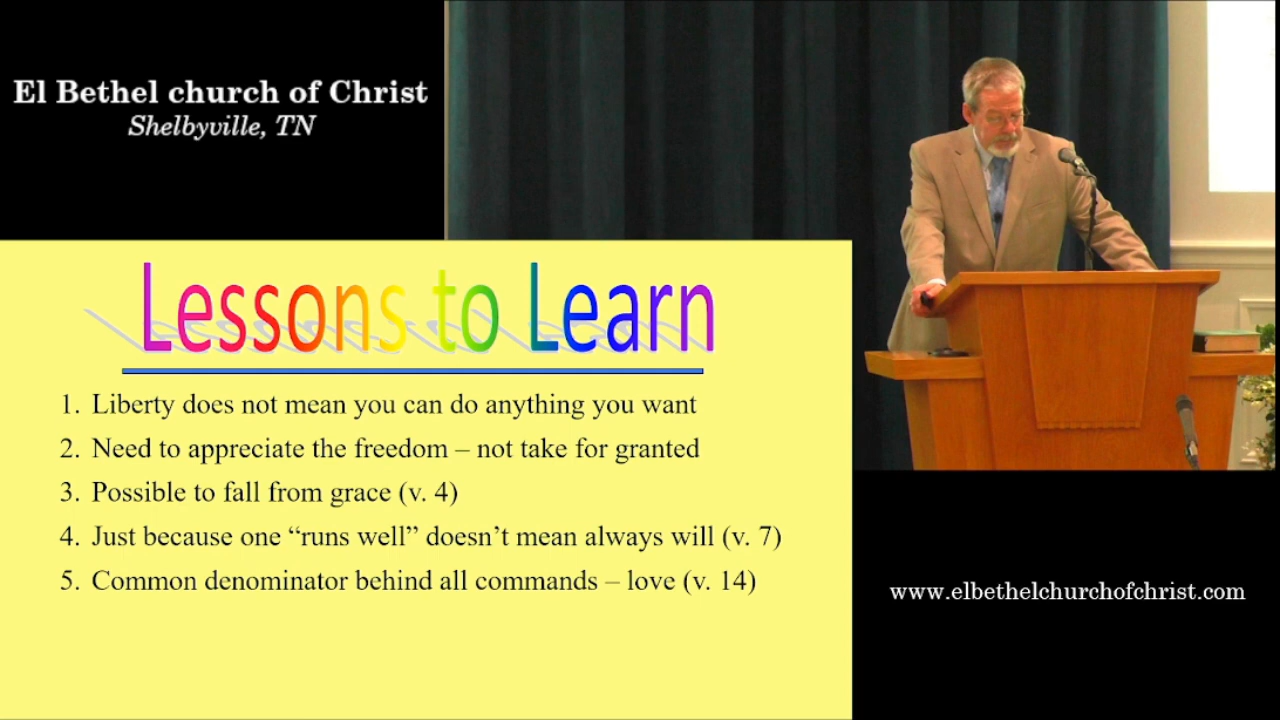 El Bethel church of Christ
Shelbyville, TN
Lessons to Learn
1. Liberty does not mean you can do anything you want
2. Need to appreciate the freedom – not take for granted
3. Possible to fall from grace (v. 4)
4. Just because one “runs well” doesn’t mean always will (v. 7)
5. Common denominator behind all commands – love (v. 14)
www.elbethelchurchofchrist.com